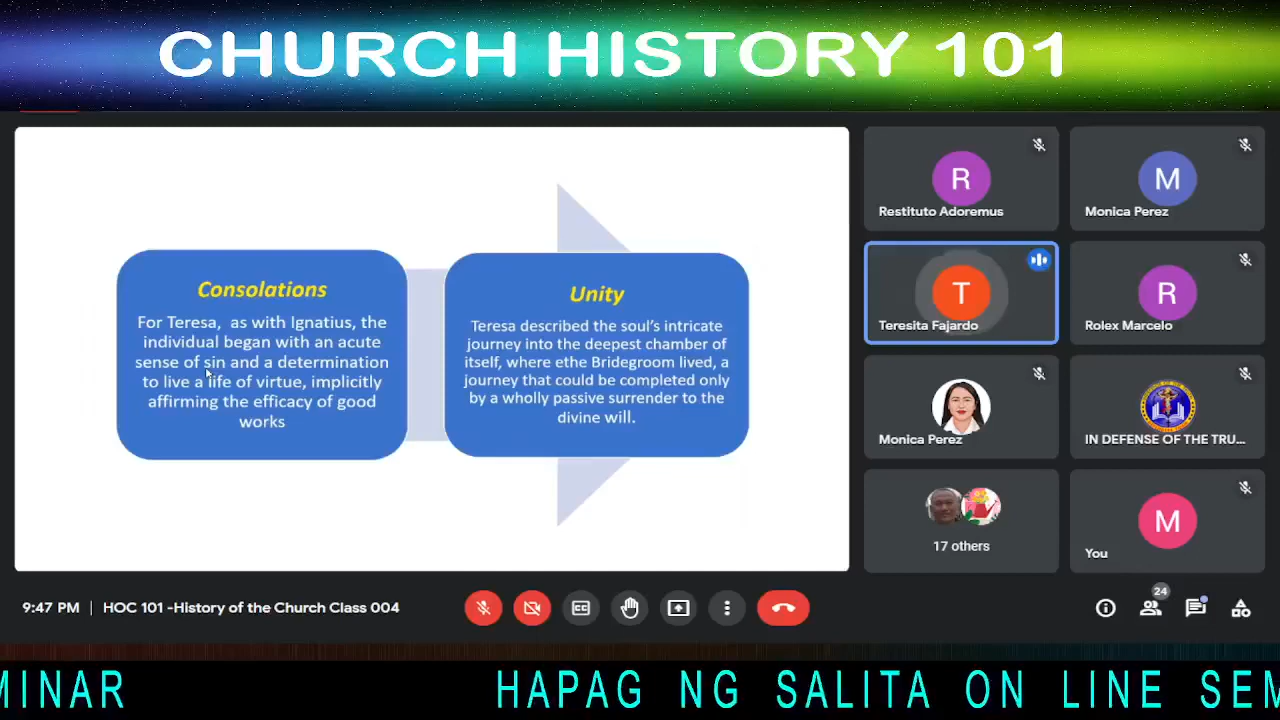 CHURCH HISTORY 101
Consolations
For Teresa, as with Ignatius, the
individual began with an acute
sense of sin and a determination
to live a life of virtue, implicitly
affirming the efficacy of good
works
Unity
Teresa described the soul's intricate
journey into the deepest chamber of
itself, where ethe Bridegroom lived, a
journey that could be completed only
by a wholly passive surrender to the
divine will.
R
Restituto Adoremus
M
Monica Perez
T
Teresita Fajardo
R
Rolex Marcelo
Monica Perez
IN DEFENSE OF THE TRU...
17 others
M
You
9:47 PM | HOC 101 -History of the Church Class 004
CC
24
MINAR HAPAG NG SALITA ON LINE SEM